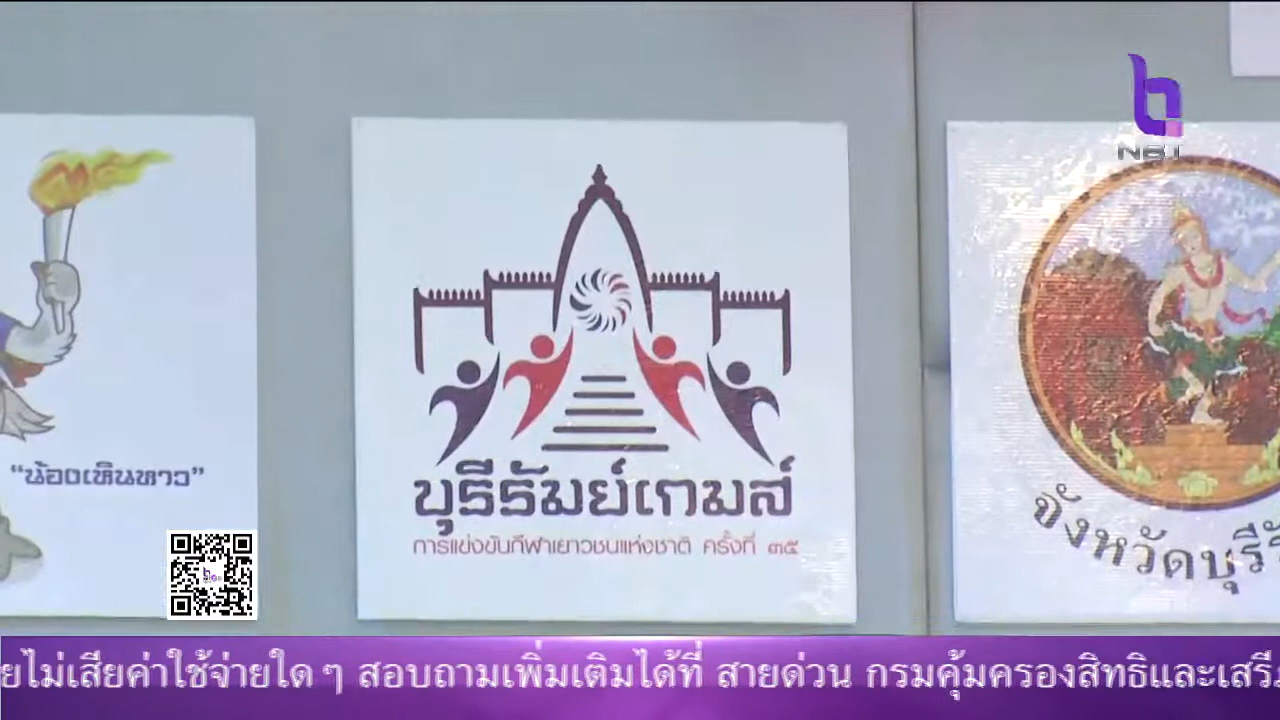 NBT
"น้องเหินหาว"
บุรีรัมย์เกมส์
การแข่งขันกีฬาเยาวชนแห่งชาติ ครั้งที่ ๓๕
จังหวัดบุรีรั
ยไม่เสียค่าใช้จ่ายใด ๆ สอบถามเพิ่มเติมได้ที่ สายด่วน กรมคุ้มครองสิทธิและเสรีภ